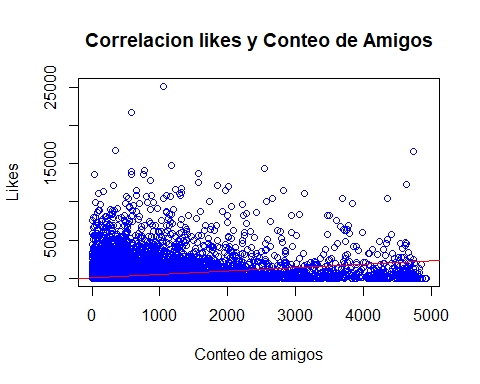 Correlacion likes y Conteo de Amigos
Likes
25000
15000
5000
0
0 1000 2000 3000 4000 5000
Conteo de amigos